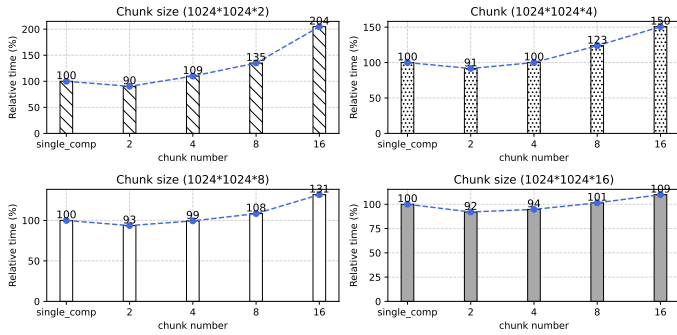 Chunk size (1024*1024*2)
Relative time (%)
200
150
100
50
0
100
90
109
135
204
single_comp 2 4 8 16
chunk number
Chunk (1024*1024*4)
Relative time (%)
150
100
50
0
100
91
100
123
150
single_comp 2 4 8 16
chunk number
Chunk size (1024*1024*8)
Relative time (%)
100
50
0
100
93
99
108
131
single_comp 2 4 8 16
chunk number
Chunk size (1024*1024*16)
Relative time (%)
100
75
50
25
0
100
92
94
101
109
single_comp 2 4 8 16
chunk number